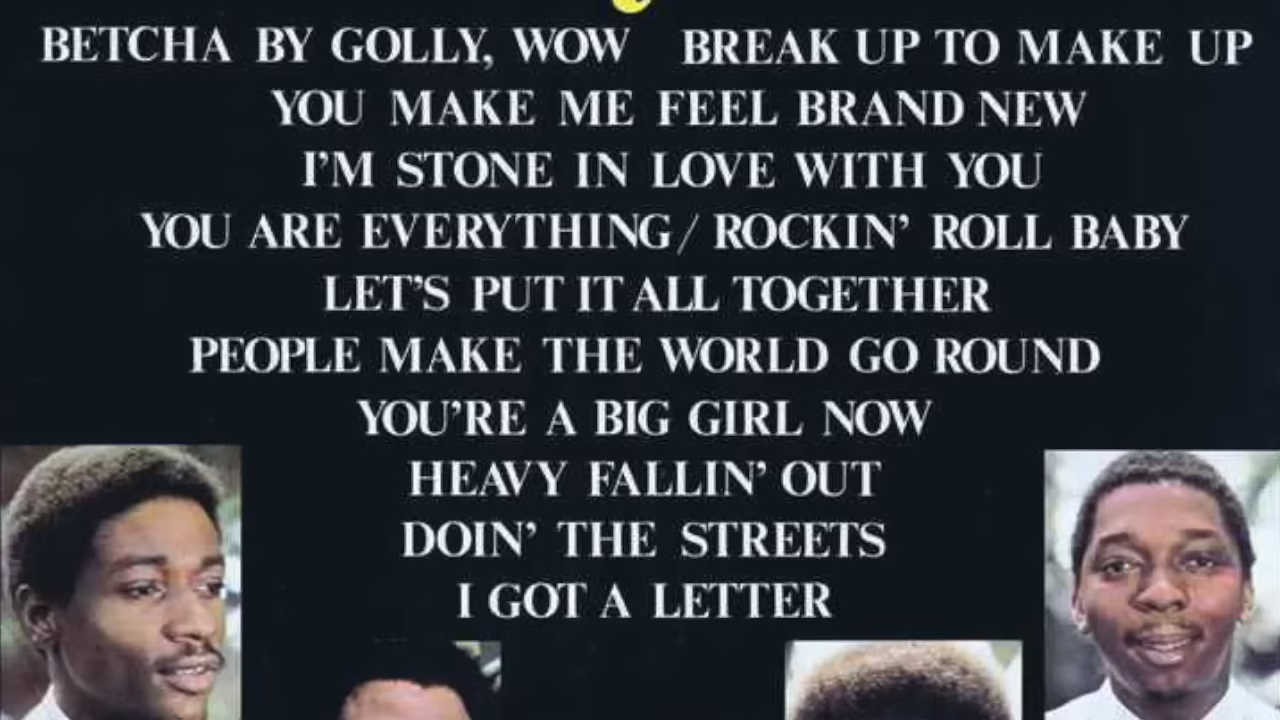 BETCHA BY GOLLY, WOW BREAK UP TO MAKE UP
YOU MAKE ME FEEL BRAND NEW
I'M STONE IN LOVE WITH YOU
YOU ARE EVERYTHING / ROCKIN' ROLL BABY
LET'S PUT IT ALL TOGETHER
PEOPLE MAKE THE WORLD GO ROUND
YOU'RE A BIG GIRL NOW
HEAVY FALLIN' OUT
DOIN' THE STREETS
I GOT A LETTER